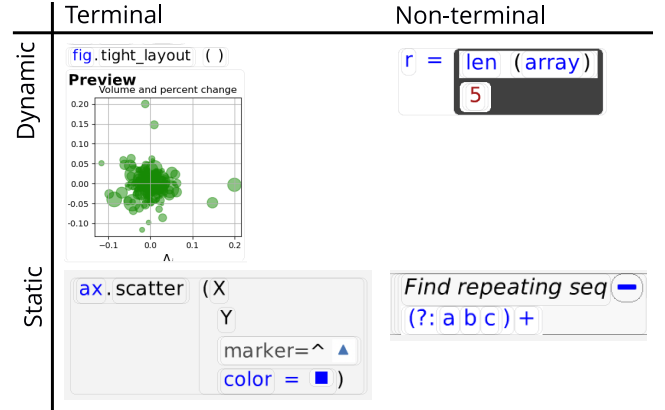 Terminal
Non-terminal
Dynamic
fig.tight_layout ( )
Preview
Volume and percent change
0.20
0.15
0.10
0.05
0.00
-0.05
-0.10
-0.1 0.0 0.1 0.2
r = len (array)
5
Static
ax.scatter (X
Y
marker=^ ▲
color = ■ )
Find repeating seq
(?: a b c ) +